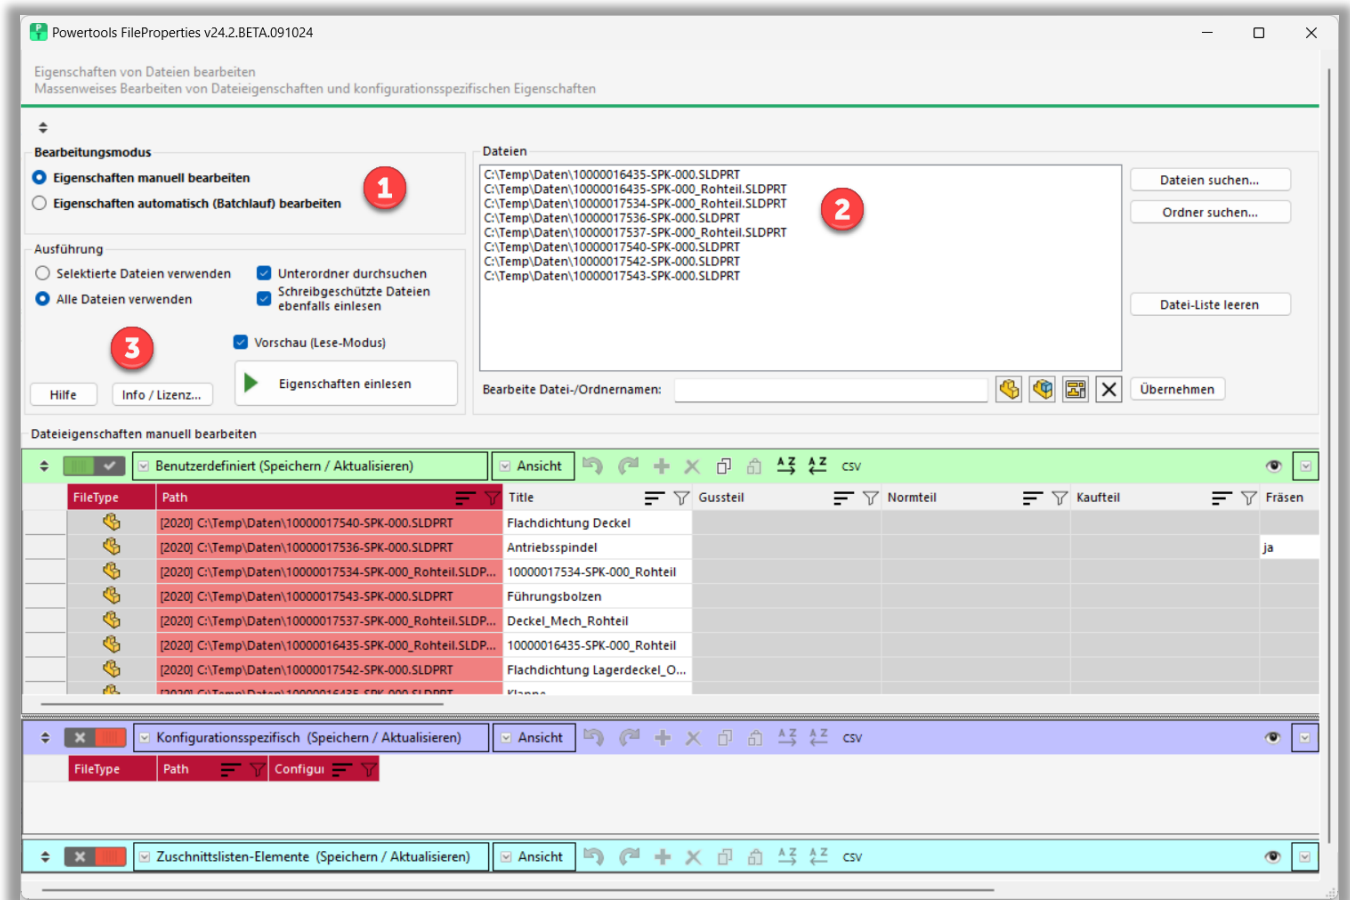 Powertools FileProperties v24.2.BETA.091024
Eigenschaften von Dateien bearbeiten
Massenweises Bearbeiten von Dateieigenschaften und konfigurationsspezifischen Eigenschaften
Bearbeitungsmodus
Eigenschaften manuell bearbeiten
Eigenschaften automatisch (Batchlauf) bearbeiten
1
Ausführung
Selektierte Dateien verwenden
Alle Dateien verwenden
Unterordner durchsuchen
Schreibgeschützte Dateien
ebenfalls einlesen
3
Vorschau (Lese-Modus)
Hilfe
Info / Lizenz...
Eigenschaften einlesen
Dateien
C:\Temp\Daten\10000016435-SPK-000.SLDPRT
C:\Temp\Daten\10000016435-SPK-000_Rohteil.SLDPRT
C:\Temp\Daten\10000017534-SPK-000_Rohteil.SLDPRT
C:\Temp\Daten\10000017536-SPK-000.SLDPRT
C:\Temp\Daten\10000017537-SPK-000_Rohteil.SLDPRT
C:\Temp\Daten\10000017540-SPK-000.SLDPRT
C:\Temp\Daten\10000017542-SPK-000.SLDPRT
C:\Temp\Daten\10000017543-SPK-000.SLDPRT
2
Dateien suchen...
Ordner suchen...
Datei-Liste leeren
Bearbeite Datei-/Ordnernamen:
Übernehmen
Dateieigenschaften manuell bearbeiten
Benutzerdefiniert (Speichern / Aktualisieren) Ansicht A Z A Z CSV
FileType Path Title Gussteil Normteil Kaufteil Fräsen
[2020] C:\Temp\Daten\10000017540-SPK-000.SLDPRT Flachdichtung Deckel
[2020] C:\Temp\Daten\10000017536-SPK-000.SLDPRT Antriebsspindel ja
[2020] C:\Temp\Daten\10000017534-SPK-000_Rohteil.SLDP... 10000017534-SPK-000_Rohteil
[2020] C:\Temp\Daten\10000017543-SPK-000.SLDPRT Führungsbolzen
[2020] C:\Temp\Daten\10000017537-SPK-000_Rohteil.SLDP... Deckel_Mech_Rohteil
[2020] C:\Temp\Daten\10000016435-SPK-000_Rohteil.SLDP... 10000016435-SPK-000_Rohteil
[2020] C:\Temp\Daten\10000017542-SPK-000.SLDPRT Flachdichtung Lagerdeckel_O...
[2020] C:\Temp\Daten\10000016435-SPK-000.SLDPRT Klappe
Konfigurationsspezifisch (Speichern / Aktualisieren) Ansicht A Z A Z CSV
FileType Path Configui
Zuschnittslisten-Elemente (Speichern / Aktualisieren) Ansicht A Z A Z CSV